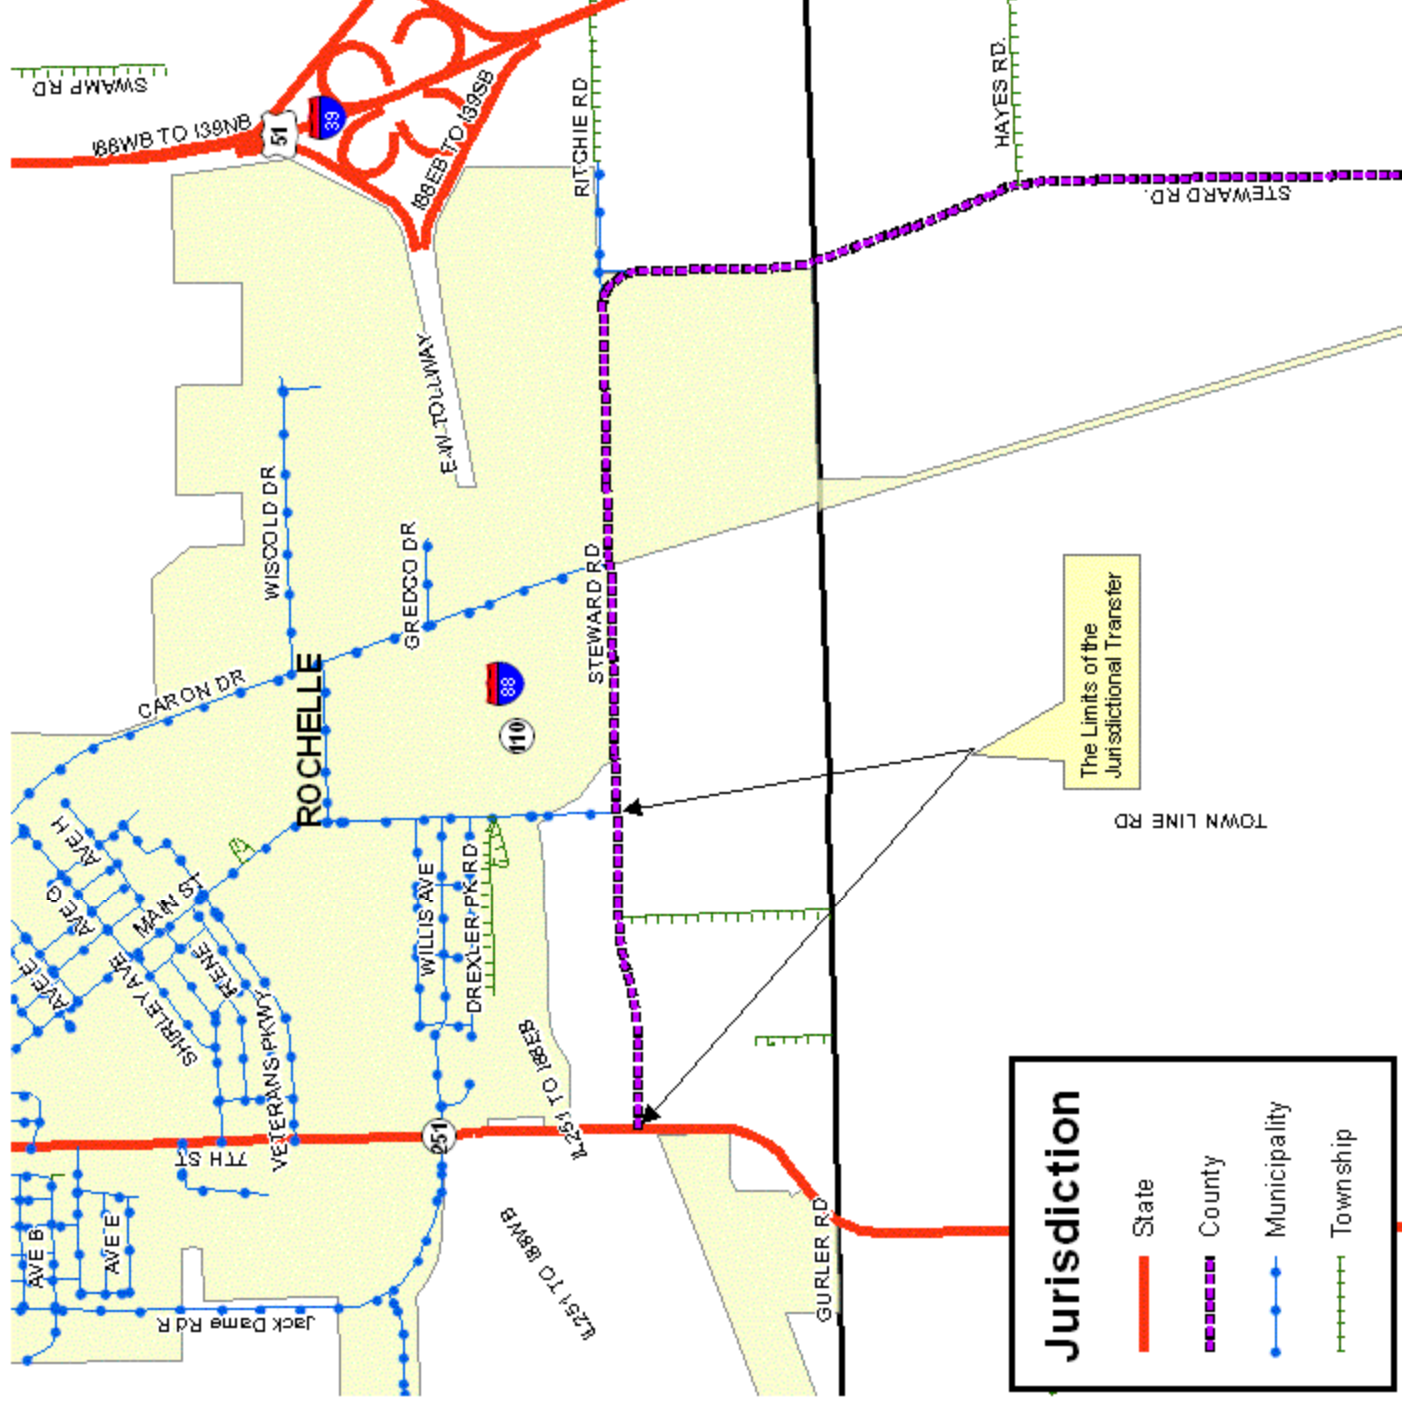 SWAMP RD
I88WB TO I39NB
51
39
I88EB TO I39SB
RITCHIE RD
HAYES RD.
STEWARD RD.
E-W TOLLWAY
WISCOLD DR
GREDCO DR
STEWARD RD
CARON DR
ROCHELLE
88
110
The Limits of the
Jurisdictional Transfer
TOWN LINE RD
AVE H
AVE G
MAIN ST
AVE E
SHIRLEY AVE
IRENE
VETERANS PKWY
WILLIS AVE
DREXLER PK RD
IL251 TO I88EB
251
7TH ST
AVE B
AVE E
Jack Dame Rd R
IL251 TO I88WB
GURLER RD
Jurisdiction
State
County
Municipality
Township